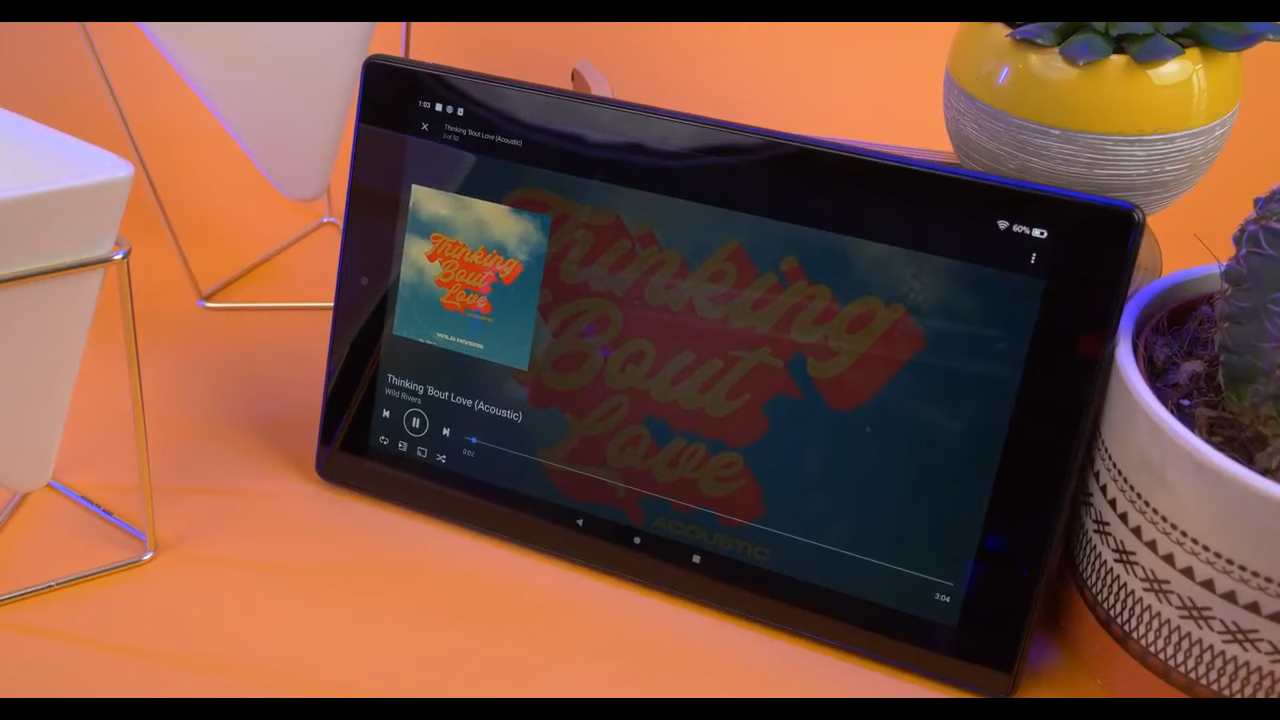 1:03
60%
Thinking 'Bout Love (Acoustic)
3 of 50
Thinking
'Bout
Love
ACOUSTIC
WILD RIVERS
Thinking
'Bout
Love
ACOUSTIC
Thinking 'Bout Love (Acoustic)
Wild Rivers
0:02
3:04